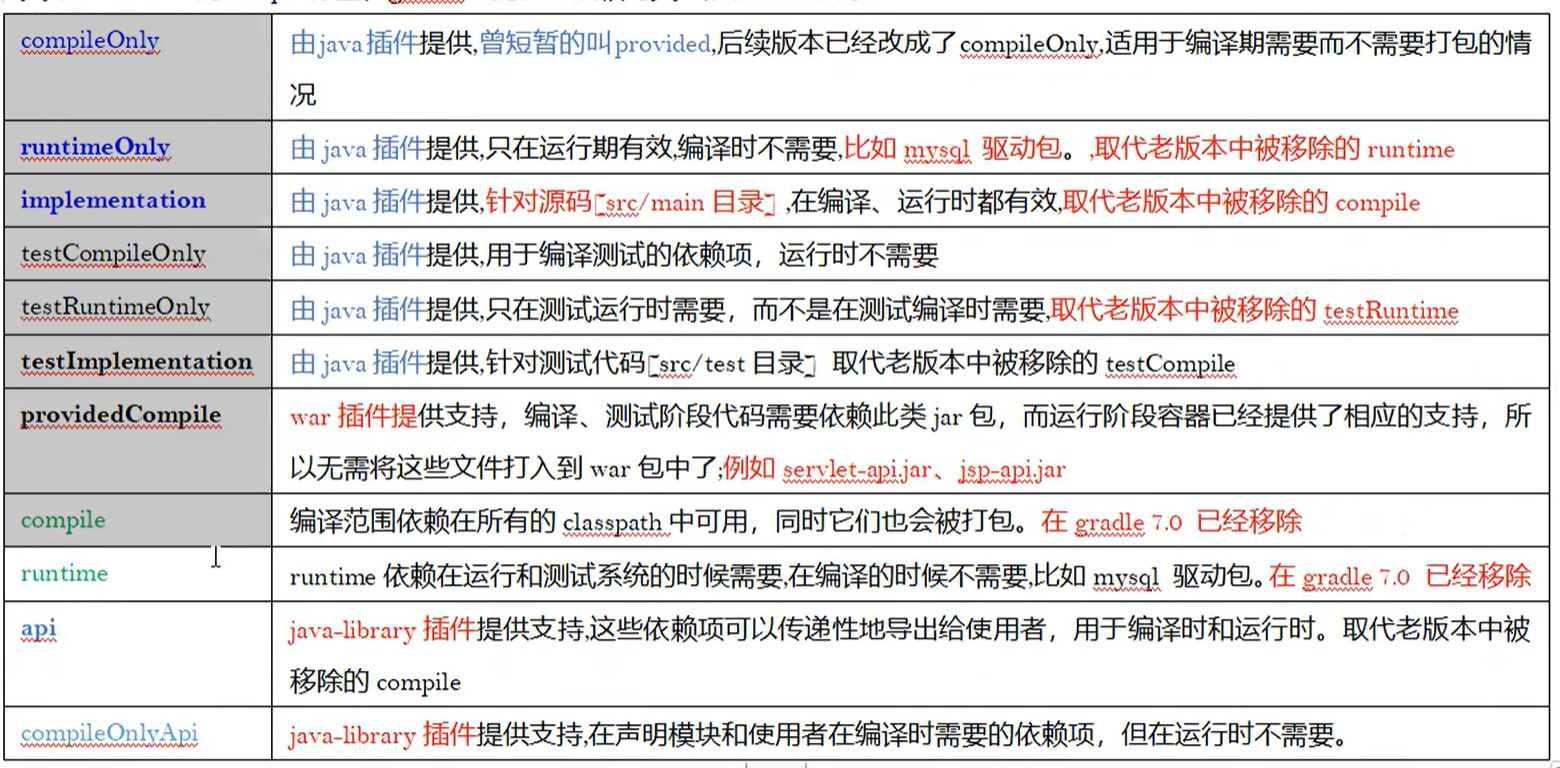 compileOnly
由java插件提供,曾短暂的叫provided,后续版本已经改成了compileOnly,适用于编译期需要而不需要打包的情
况
runtimeOnly
由 java 插件提供,只在运行期有效,编译时不需要,比如 mysql 驱动包。,取代老版本中被移除的 runtime
implementation
由 java 插件提供,针对源码[src/main 目录] ,在编译、运行时都有效,取代老版本中被移除的 compile
testCompileOnly
由 java 插件提供,用于编译测试的依赖项，运行时不需要
testRuntimeOnly
由 java 插件提供,只在测试运行时需要，而不是在测试编译时需要,取代老版本中被移除的 testRuntime
testImplementation
由 java 插件提供,针对测试代码[src/test 目录] 取代老版本中被移除的 testCompile
providedCompile
war 插件提供支持，编译、测试阶段代码需要依赖此类 jar 包，而运行阶段容器已经提供了相应的支持，所
以无需将这些文件打入到 war 包中了;例如 servlet-api.jar、jsp-api.jar
compile
编译范围依赖在所有的 classpath 中可用，同时它们也会被打包。在 gradle 7.0 已经移除
runtime
runtime 依赖在运行和测试系统的时候需要,在编译的时候不需要,比如 mysql 驱动包。在 gradle 7.0 已经移除
api
java-library 插件提供支持,这些依赖项可以传递性地导出给使用者，用于编译时和运行时。取代老版本中被
移除的 compile
compileOnlyApi
java-library 插件提供支持,在声明模块和使用者在编译时需要的依赖项，但在运行时不需要。